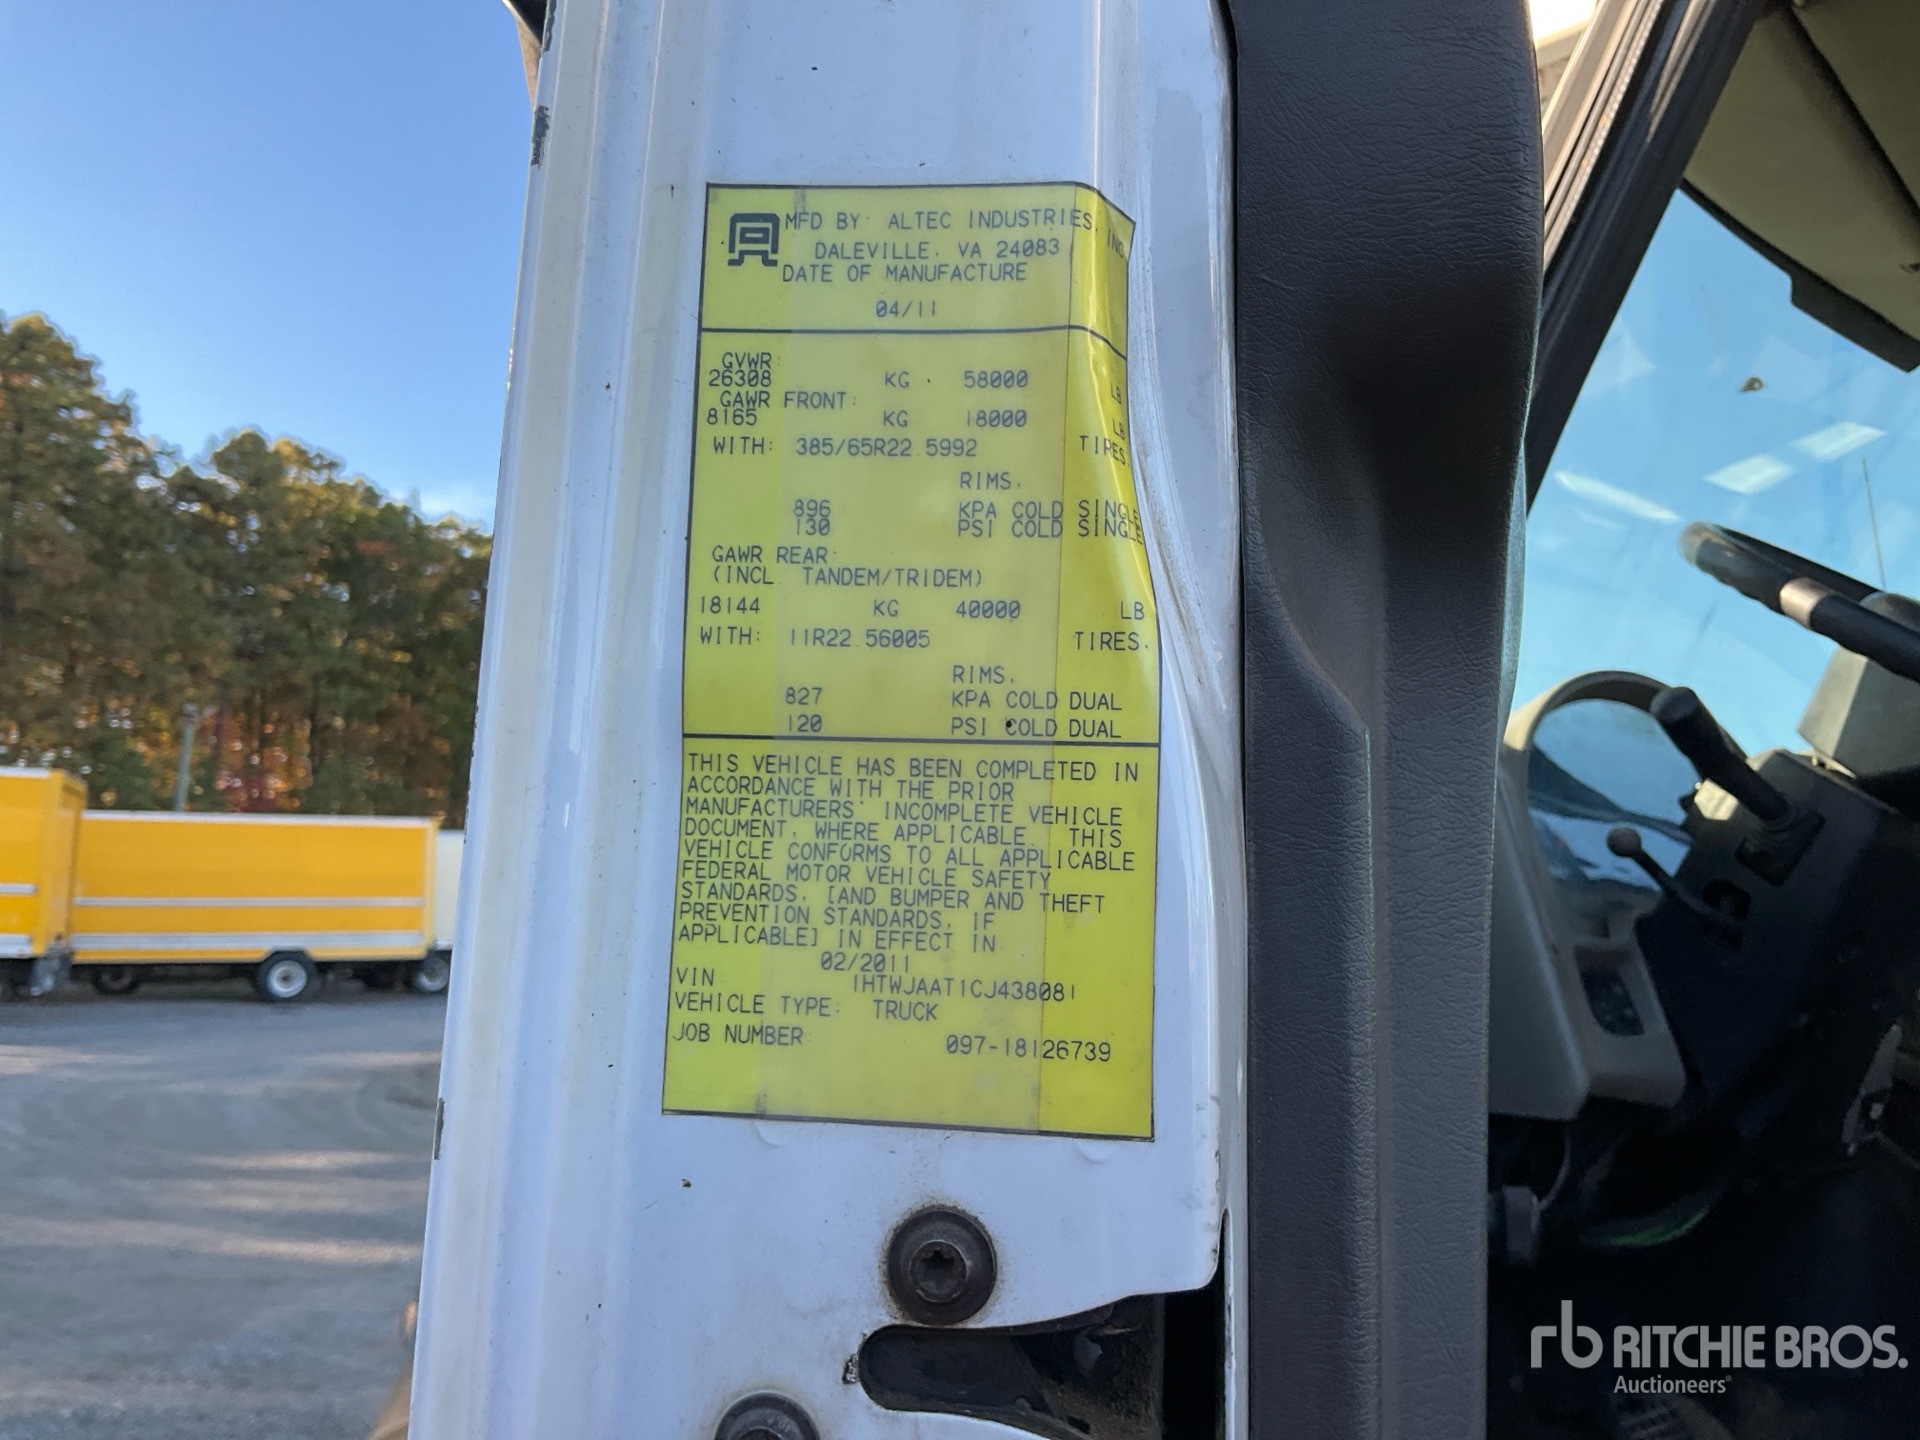 MFD BY: ALTEC INDUSTRIES, INC.
DALEVILLE, VA 24083
DATE OF MANUFACTURE
04/11
GVWR:
26308 KG 58000 LB
GAWR FRONT:
8165 KG 18000 LB
WITH: 385/65R22.5992 TIRES,
RIMS,
896 KPA COLD SINGLE
130 PSI COLD SINGLE
GAWR REAR:
(INCL. TANDEM/TRIDEM)
18144 KG 40000 LB
WITH: 11R22.56005 TIRES,
RIMS,
827 KPA COLD DUAL
120 PSI COLD DUAL
THIS VEHICLE HAS BEEN COMPLETED IN
ACCORDANCE WITH THE PRIOR
MANUFACTURERS' INCOMPLETE VEHICLE
DOCUMENT, WHERE APPLICABLE. THIS
VEHICLE CONFORMS TO ALL APPLICABLE
FEDERAL MOTOR VEHICLE SAFETY
STANDARDS, [AND BUMPER AND THEFT
PREVENTION STANDARDS, IF
APPLICABLE] IN EFFECT IN
02/2011
VIN 1HTWJAAT1CJ438081
VEHICLE TYPE: TRUCK
JOB NUMBER: 097-18126739
rb RITCHIE BROS.
Auctioneers